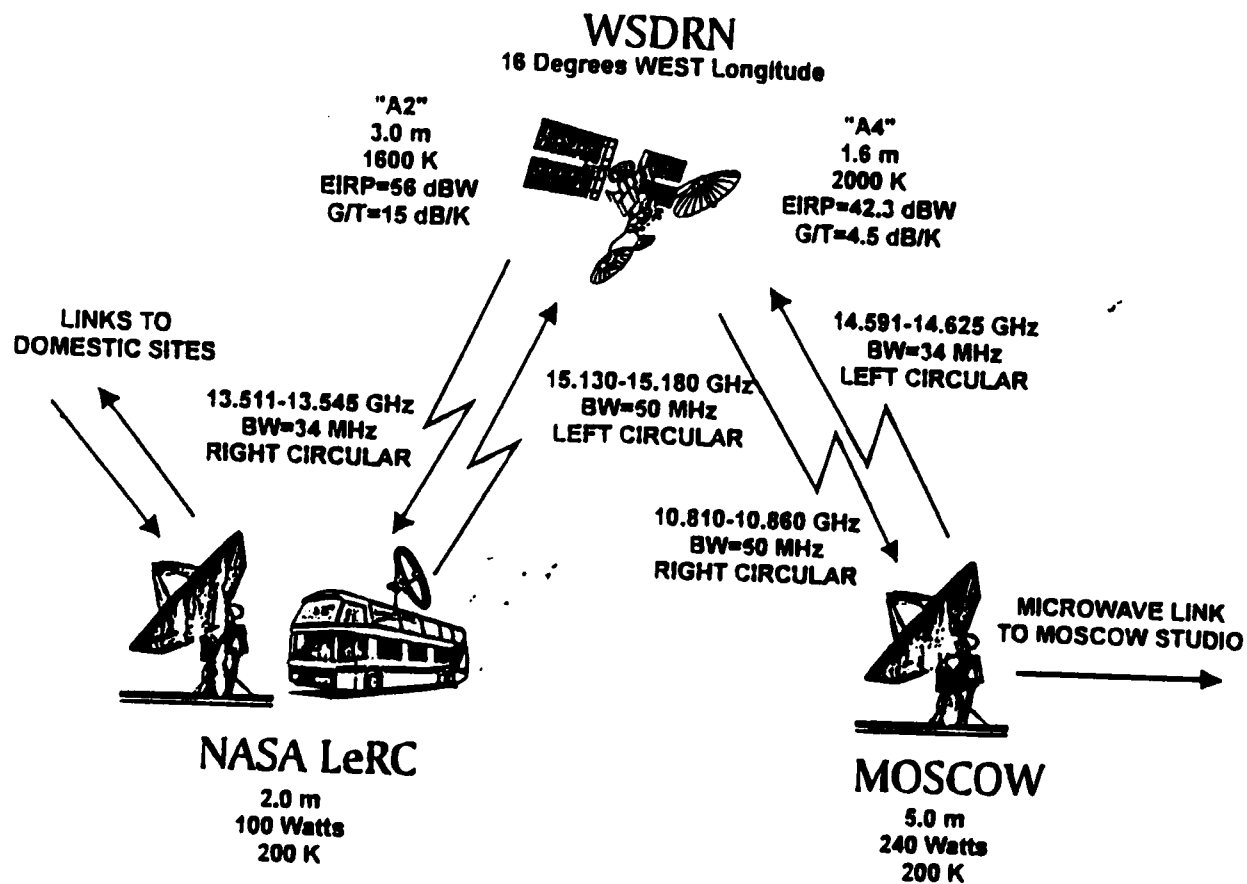 WSDRN
16 Degrees WEST Longitude
"A2"
3.0 m
1600 K
EIRP=56 dBW
G/T=15 dB/K
"A4"
1.6 m
2000 K
EIRP=42.3 dBW
G/T=4.5 dB/K
LINKS TO
DOMESTIC SITES
13.511-13.545 GHz
BW=34 MHz
RIGHT CIRCULAR
15.130-15.180 GHz
BW=50 MHz
LEFT CIRCULAR
14.591-14.625 GHz
BW=34 MHz
LEFT CIRCULAR
10.810-10.860 GHz
BW=50 MHz
RIGHT CIRCULAR
MICROWAVE LINK
TO MOSCOW STUDIO
NASA LeRC
2.0 m
100 Watts
200 K
MOSCOW
5.0 m
240 Watts
200 K